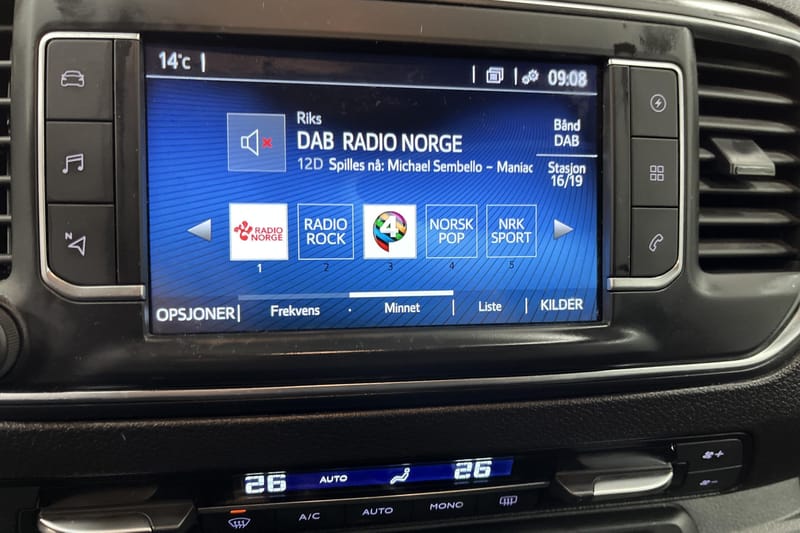 14°c
09:08
Riks
DAB RADIO NORGE
12D Spilles nå: Michael Sembello - Maniac
Bånd
DAB
Stasjon
16/19
RADIO
NORGE
RADIO
ROCK
4
NORSK
POP
NRK
SPORT
1 2 3 4 5
OPSJONER
Frekvens
Minnet
Liste
KILDER
N
26 AUTO 26
A/C AUTO MONO